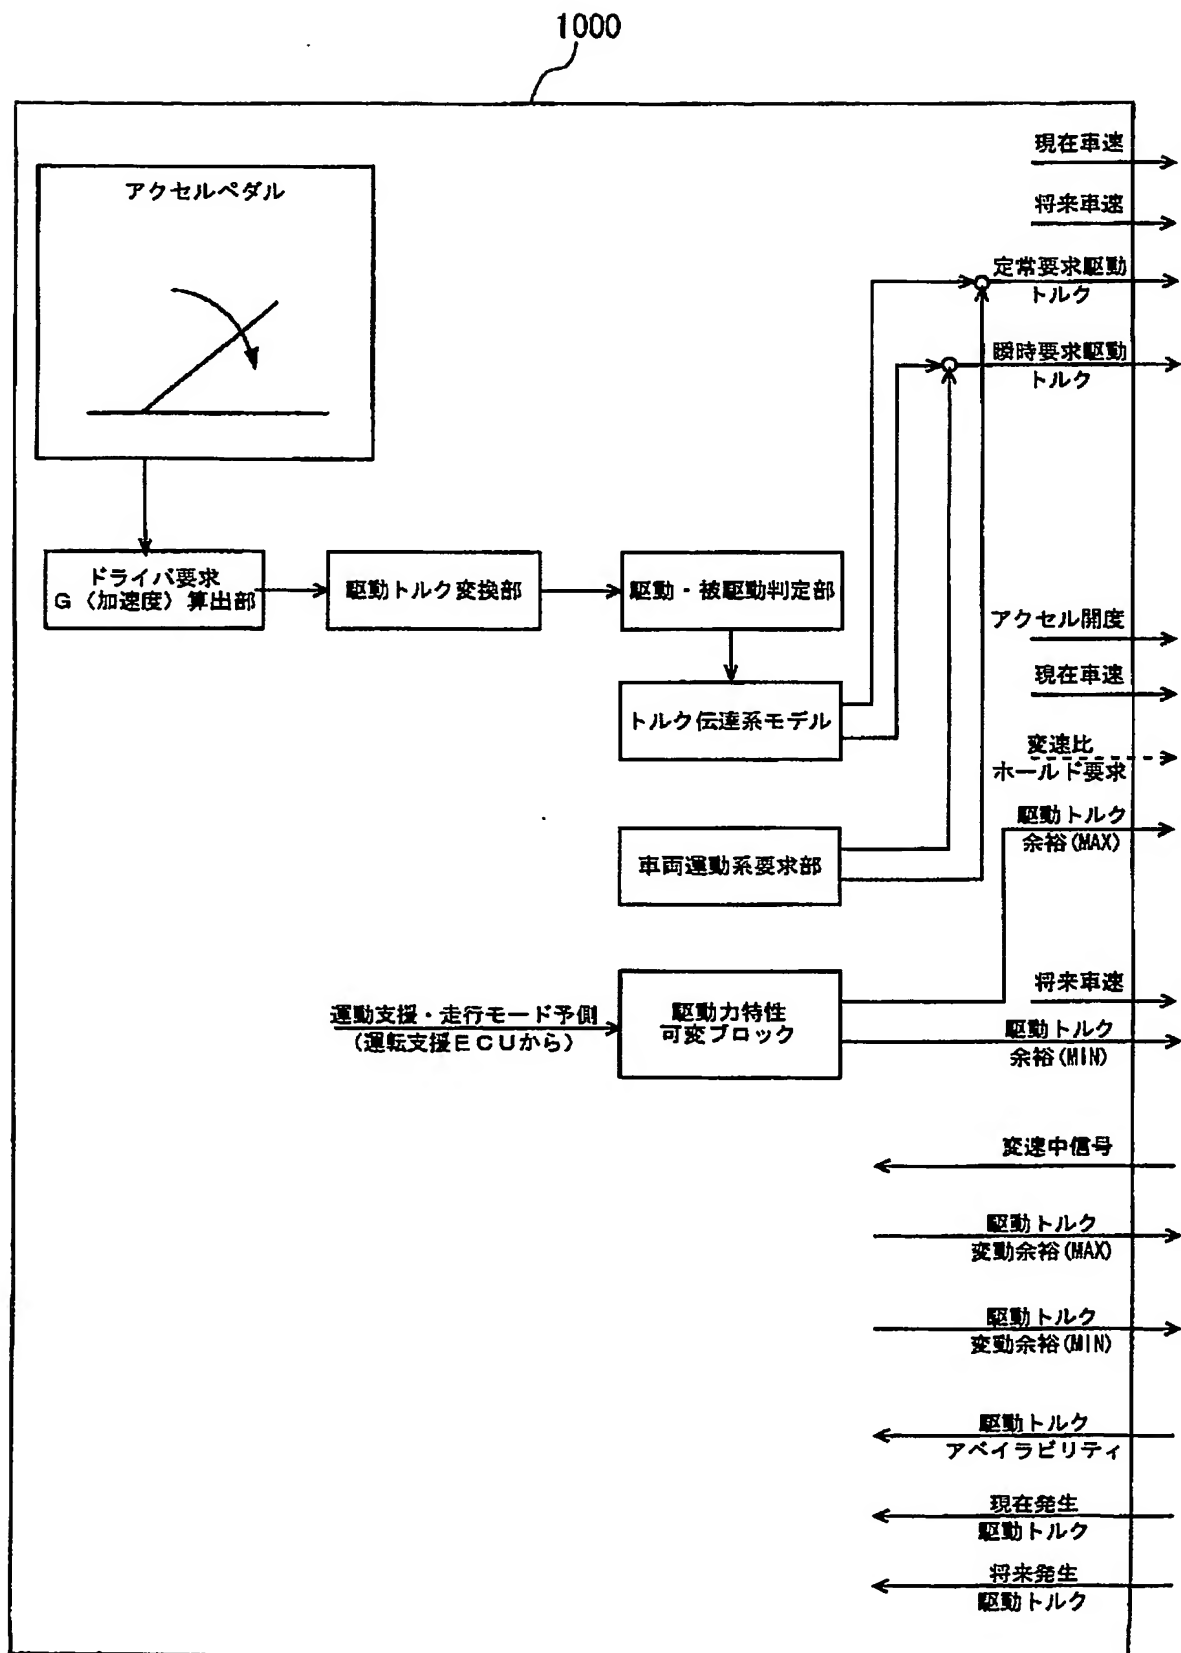 1000
現在車速
アクセルペダル
将来車速
定常要求駆動
トルク
瞬時要求駆動
トルク
ドライバ要求
G（加速度）算出部
駆動トルク変換部
駆動・被駆動判定部
アクセル開度
現在車速
トルク伝達系モデル
変速比
ホールド要求
駆動トルク
余裕(MAX)
車両運動系要求部
将来車速
運動支援・走行モード予測
(運転支援ECUから)
駆動力特性
可変ブロック
駆動トルク
余裕(MIN)
変速中信号
駆動トルク
変動余裕(MAX)
駆動トルク
変動余裕(MIN)
駆動トルク
アベイラビリティ
現在発生
駆動トルク
将来発生
駆動トルク